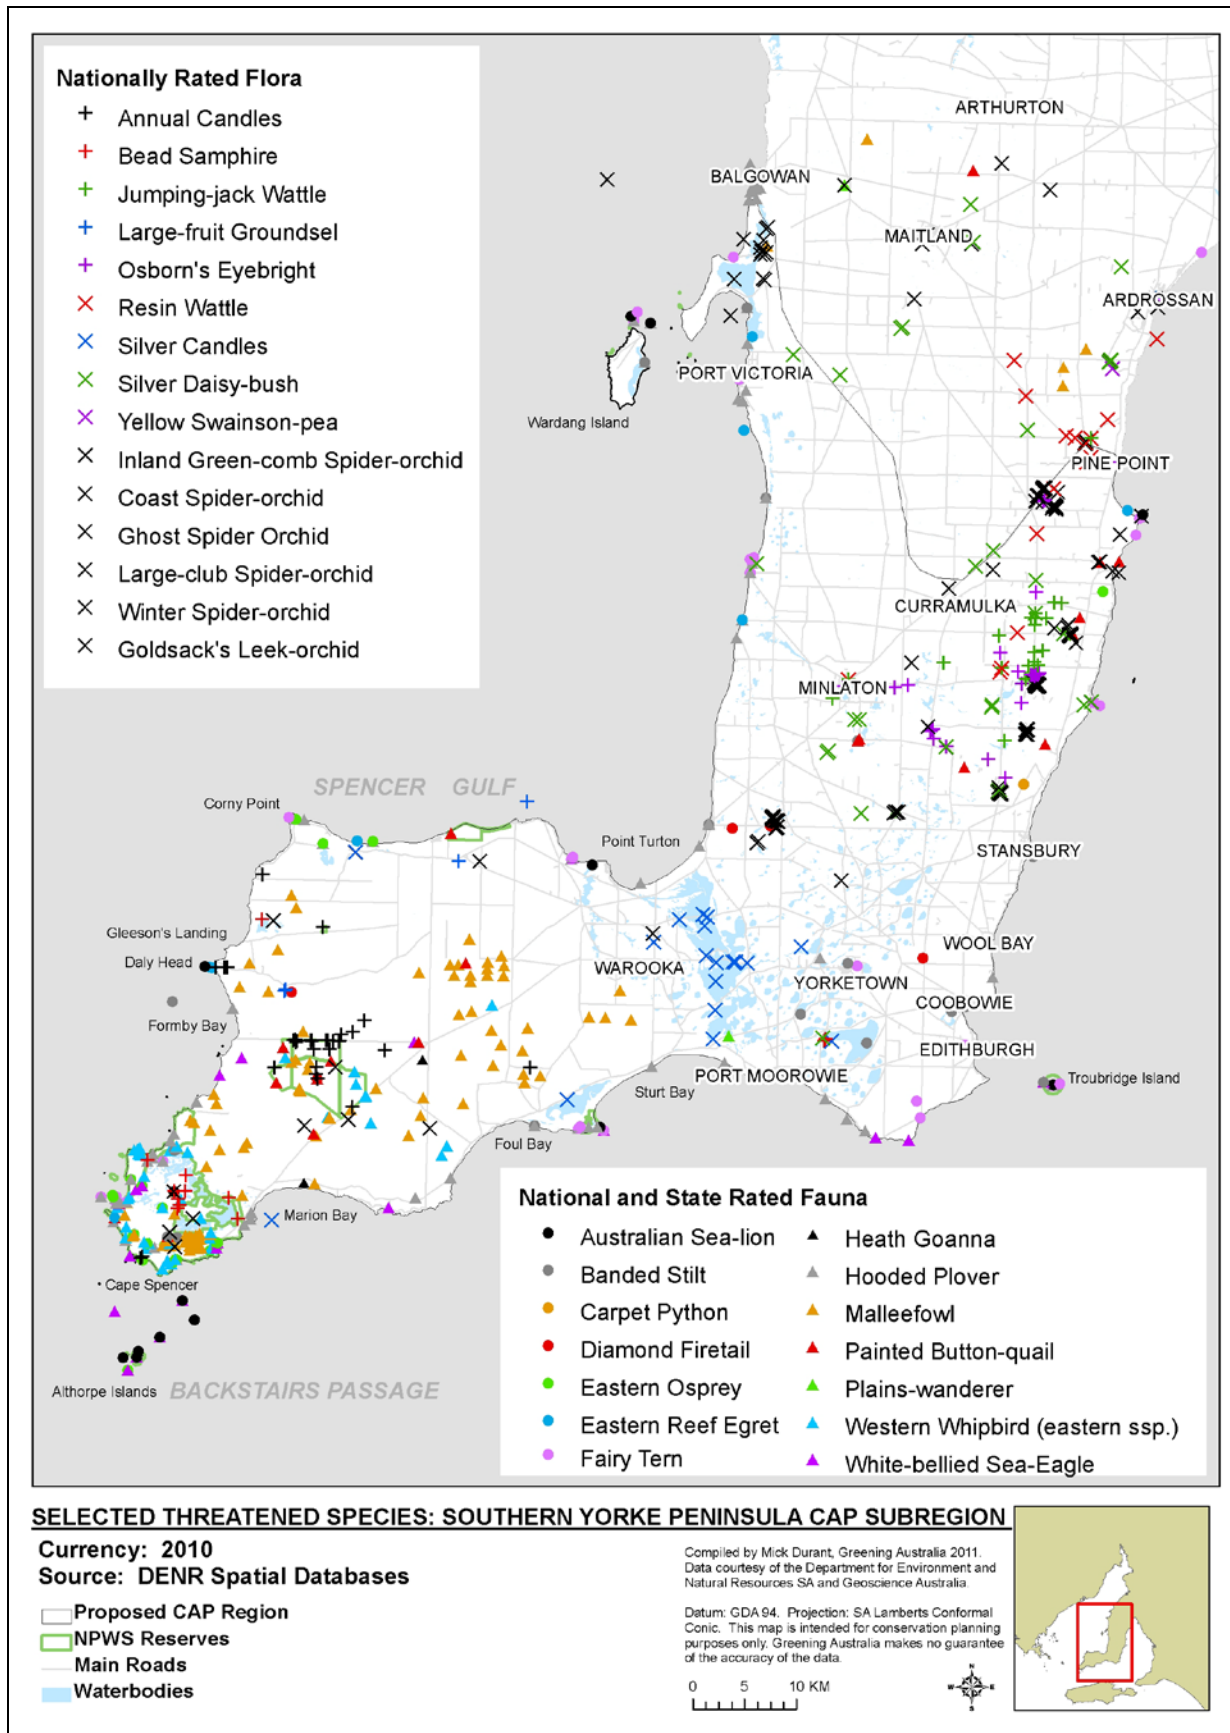 Nationally Rated Flora
Annual Candles
Bead Samphire
Jumping-jack Wattle
Large-fruit Groundsel
Osborn's Eyebright
Resin Wattle
Silver Candles
Silver Daisy-bush
Yellow Swainson-pea
Inland Green-comb Spider-orchid
Coast Spider-orchid
Ghost Spider Orchid
Large-club Spider-orchid
Winter Spider-orchid
Goldsack's Leek-orchid
ARTHURTON
BALGOWAN
MAITLAND
ARDROSSAN
PORT VICTORIA
Wardang Island
PINE POINT
CURRAMULKA
MINLATON
SPENCER GULF
Corny Point
Point Turton
STANSBURY
Gleeson's Landing
Daly Head
WAROOKA
WOOL BAY
YORKETOWN
COOBOWIE
Formby Bay
EDITHBURGH
PORT MOOROWIE
Sturt Bay
Troubridge Island
Foul Bay
Marion Bay
Cape Spencer
Althorpe Islands
BACKSTAIRS PASSAGE
National and State Rated Fauna
Australian Sea-lion
Banded Stilt
Carpet Python
Diamond Firetail
Eastern Osprey
Eastern Reef Egret
Fairy Tern
Heath Goanna
Hooded Plover
Malleefowl
Painted Button-quail
Plains-wanderer
Western Whipbird (eastern ssp.)
White-bellied Sea-Eagle
SELECTED THREATENED SPECIES: SOUTHERN YORKE PENINSULA CAP SUBREGION
Currency: 2010
Source: DENR Spatial Databases
Proposed CAP Region
NPWS Reserves
Main Roads
Waterbodies
Compiled by Mick Durant, Greening Australia 2011.
Data courtesy of the Department for Environment and
Natural Resources SA and Geoscience Australia.
Datum: GDA 94. Projection: SA Lamberts Conformal
Conic. This map is intended for conservation planning
purposes only. Greening Australia makes no guarantee
of the accuracy of the data.
0 5 10 KM
N
W E
S